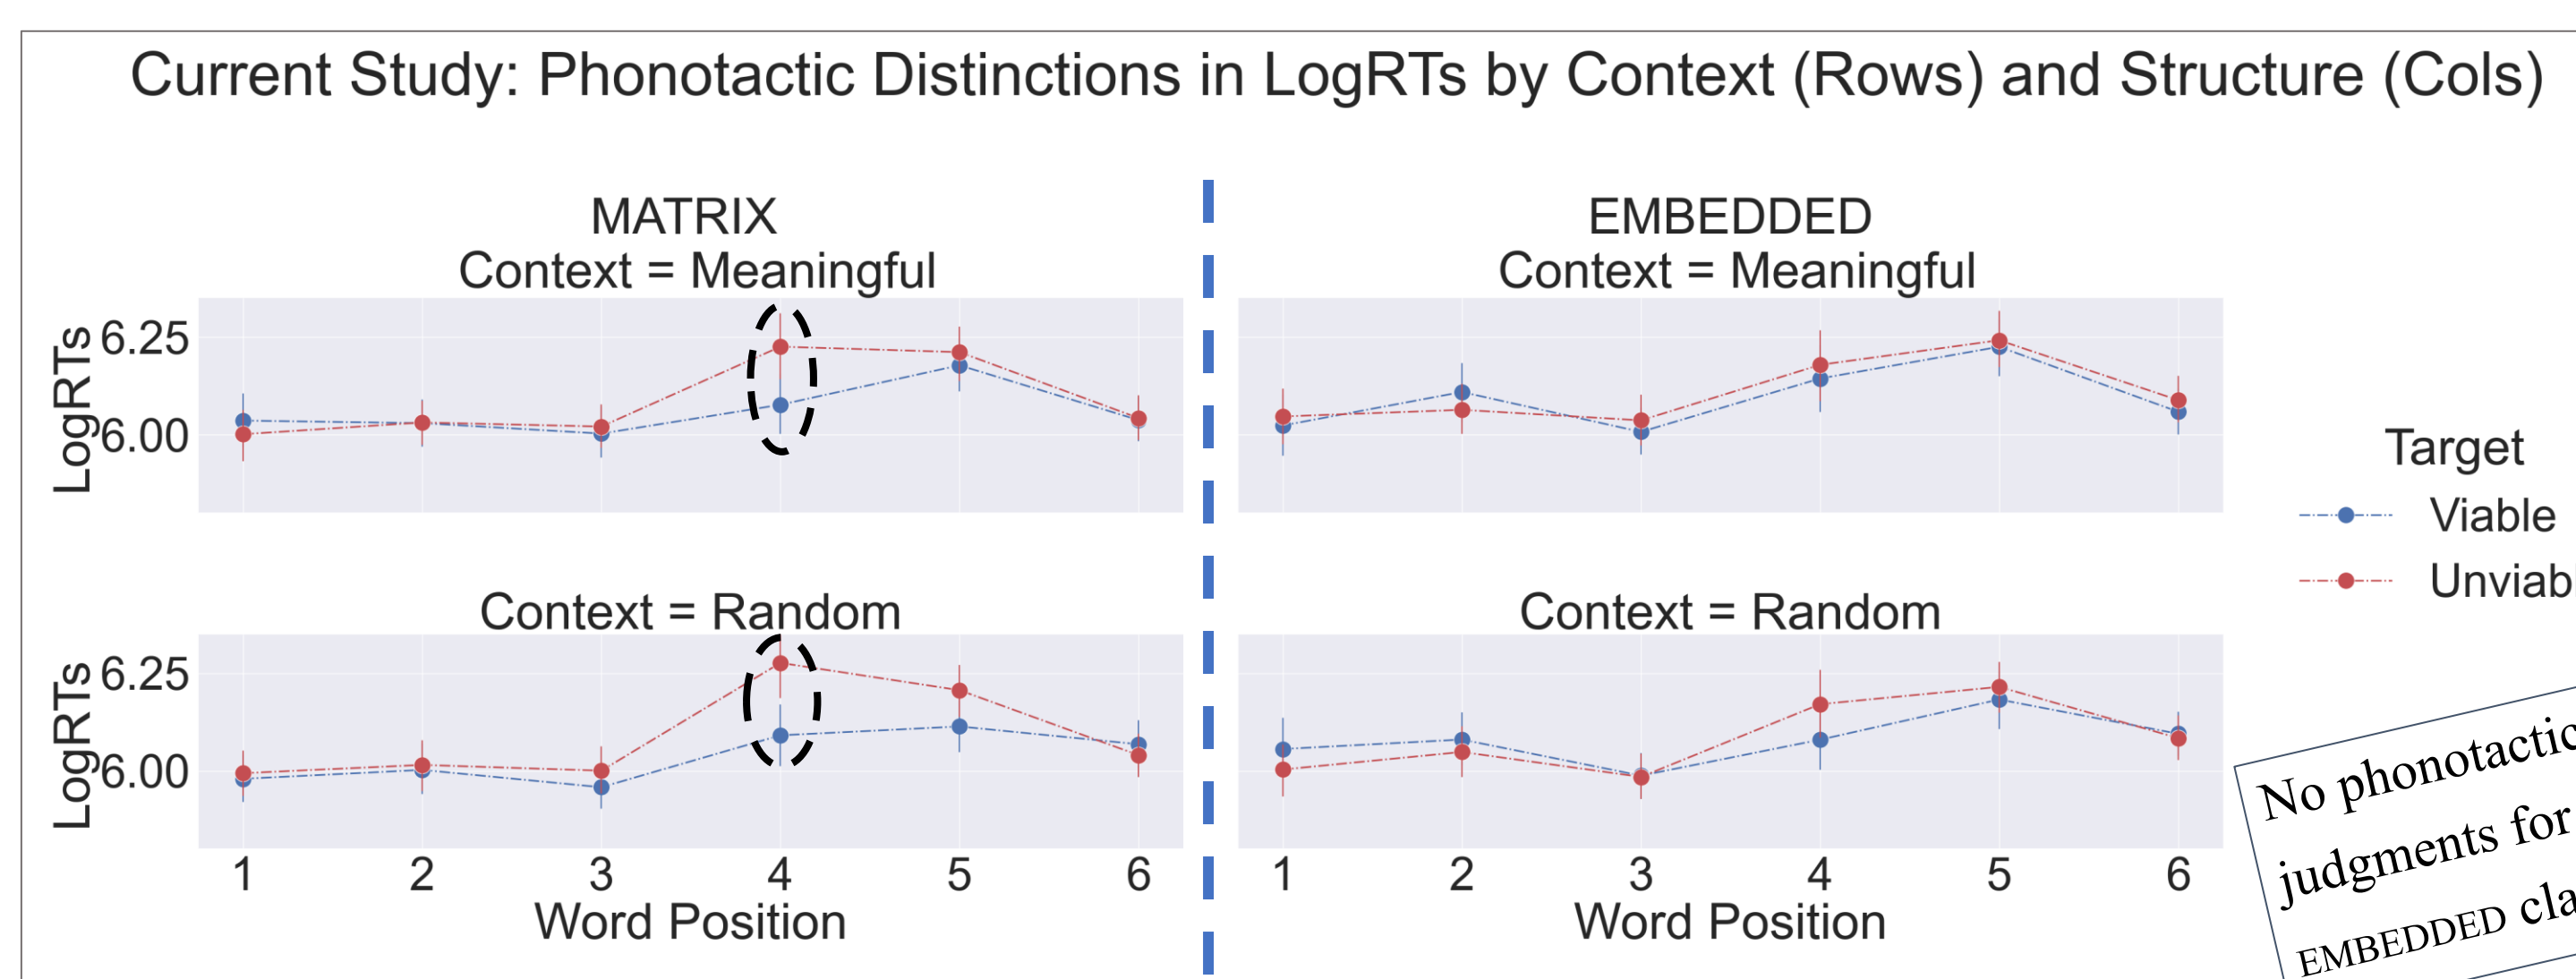 Current Study: Phonotactic Distinctions in LogRTs by Context (Rows) and Structure (Cols)
MATRIX
Context = Meaningful
EMBEDDED
Context = Meaningful
LogRTs
6.25
6.00
Target
Viable
Context = Random
Context = Random
LogRTs
6.25
6.00
1 2 3 4 5 6
Word Position
1 2 3 4 5 6
Word Position
No phonotactic
judgments for
EMBEDDED